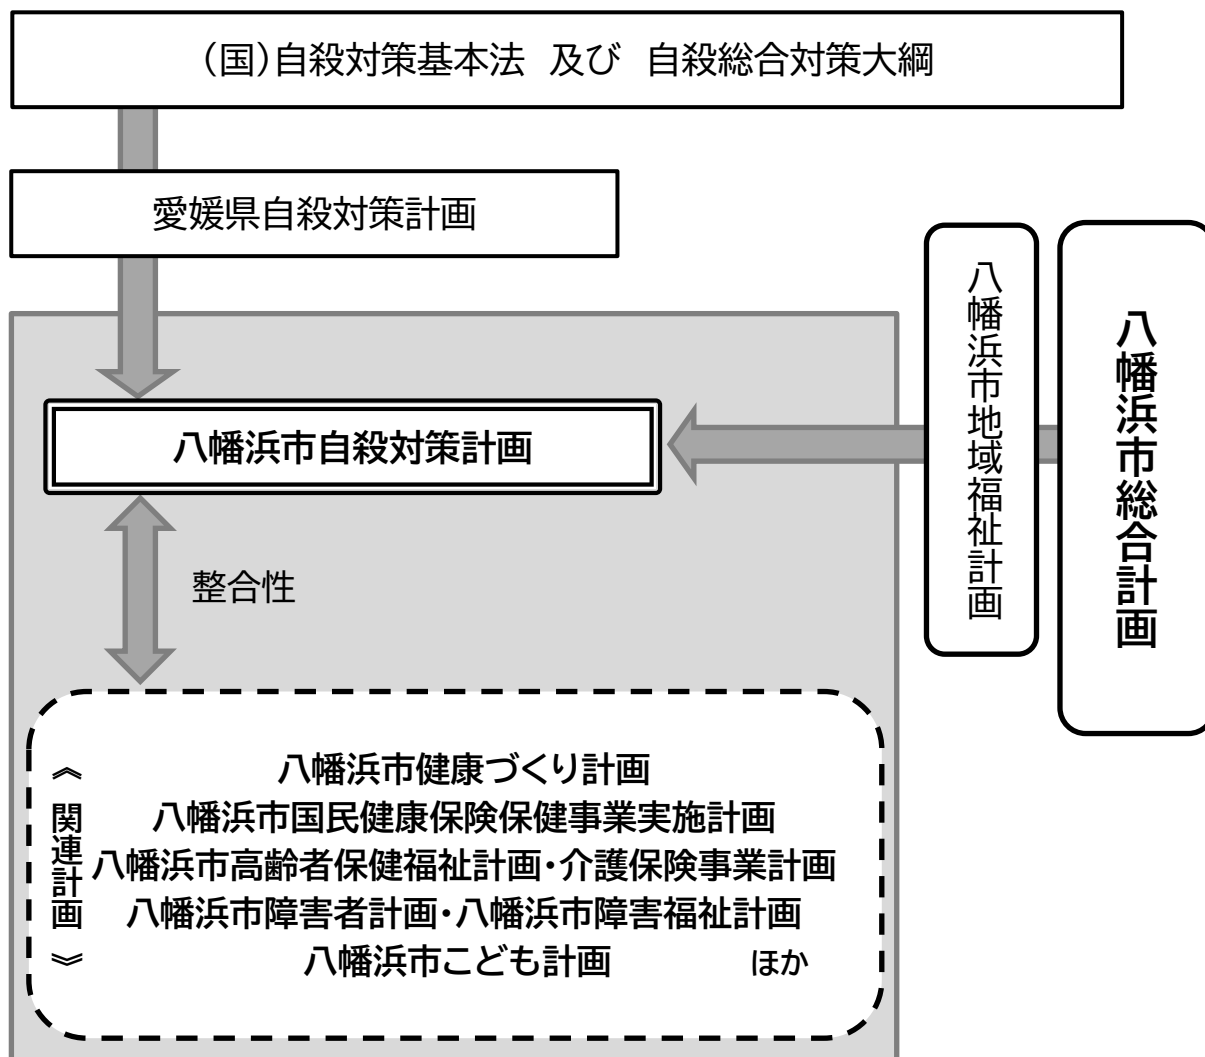 （国）自殺対策基本法　及び　自殺総合対策大綱
愛媛県自殺対策計画
八幡浜市総合計画
八幡浜市地域福祉計画
八幡浜市自殺対策計画
整合性
《関連計画》
八幡浜市健康づくり計画
八幡浜市国民健康保険保健事業実施計画
八幡浜市高齢者保健福祉計画・介護保険事業計画
八幡浜市障害者計画・八幡浜市障害福祉計画
八幡浜市こども計画　ほか